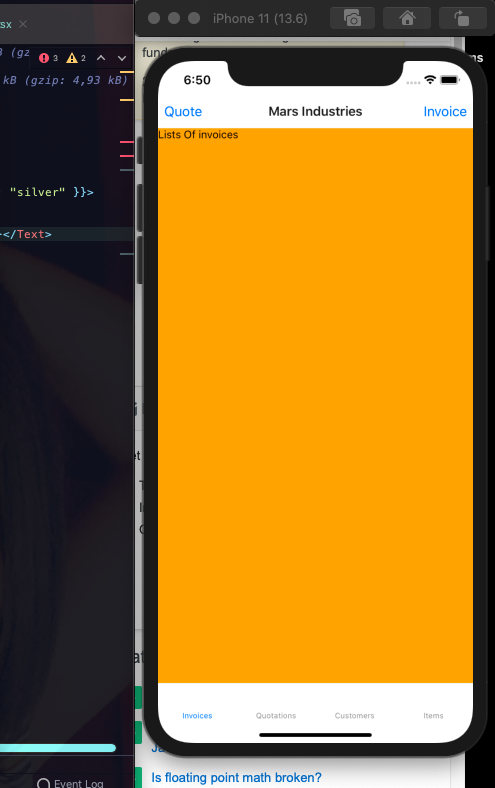 sx
iPhone 11 (13.6)
3 (gz 3 2
kB (gzip: 4,93 kB)
"silver" }}>
></Text>
Event Log
fund
6:50
Quote
Mars Industries
Invoice
Lists Of invoices
Invoices
Quotations
Customers
Items
Is floating point math broken?